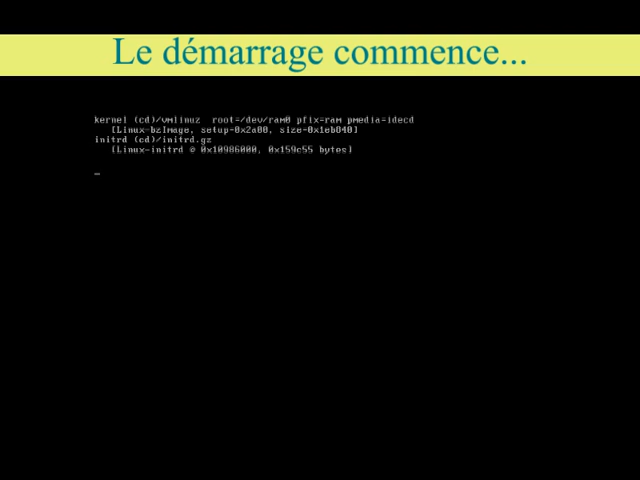 Le démarrage commence...
kernel (cd)/vmlinuz root=/dev/ram0 pfix=ram pmedia=idecd
[Linux-bzImage, setup=0x2a00, size=0x1eb840]
initrd (cd)/initrd.gz
[Linux-initrd @ 0x10986000, 0x159c55 bytes]